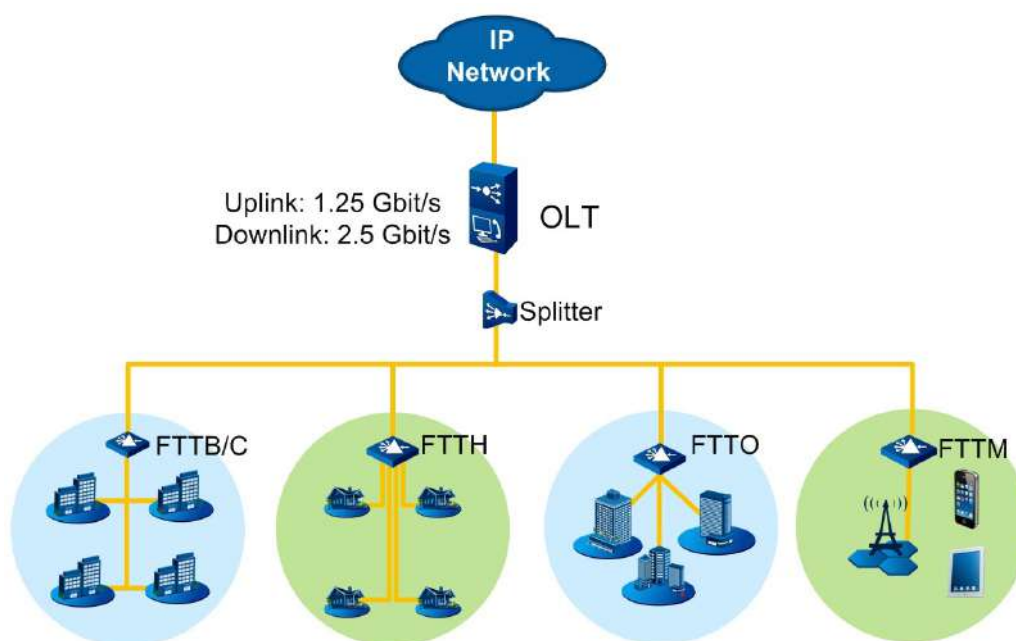 IP
Network
Uplink: 1.25 Gbit/s
Downlink: 2.5 Gbit/s
OLT
Splitter
FTTB/C
FTTH
FTTO
FTTM